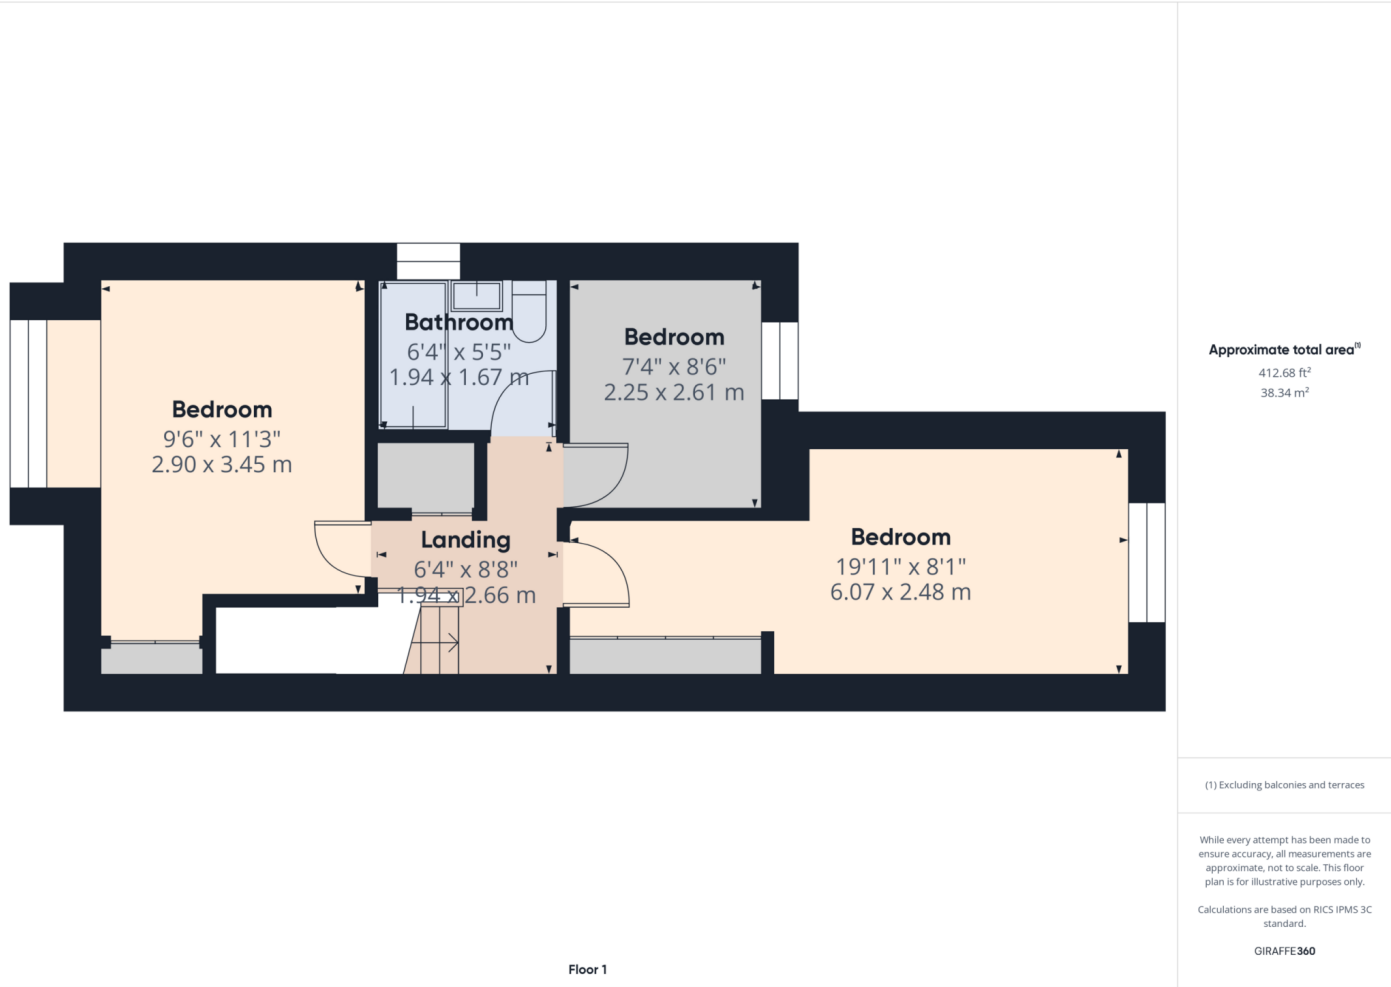 Bathroom
6'4" x 5'5"
1.94 x 1.67 m
Bedroom
7'4" x 8'6"
2.25 x 2.61 m
Bedroom
9'6" x 11'3"
2.90 x 3.45 m
Landing
6'4" x 8'8"
1.94 x 2.66 m
Bedroom
19'11" x 8'1"
6.07 x 2.48 m
Floor 1
Approximate total area(1)
412.68 ft²
38.34 m²
(1) Excluding balconies and terraces
While every attempt has been made to
ensure accuracy, all measurements are
approximate, not to scale. This floor
plan is for illustrative purposes only.
Calculations are based on RICS IPMS 3C
standard.
GIRAFFE360